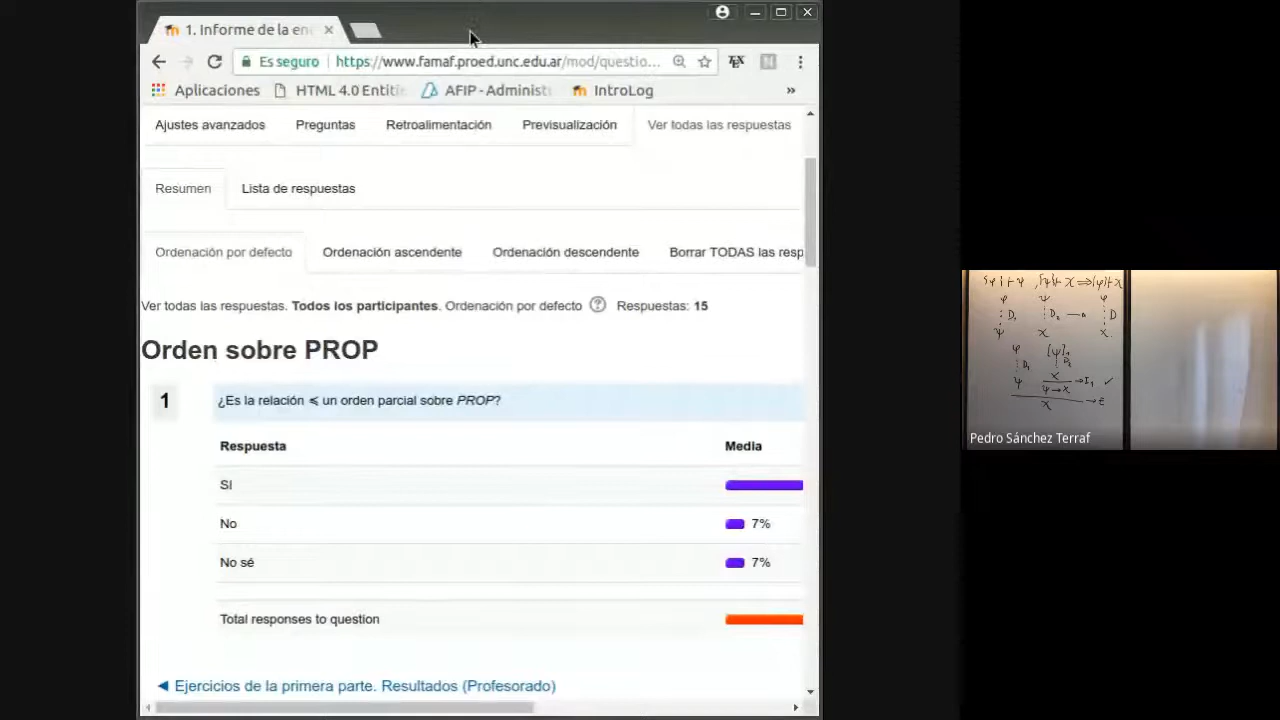 1. Informe de la en
Es seguro
https://www.famaf.proed.unc.edu.ar/mod/questio...
Aplicaciones
HTML 4.0 Entiti
AFIP - Administ
IntroLog
»
Ajustes avanzados
Preguntas
Retroalimentación
Previsualización
Ver todas las respuestas
Resumen
Lista de respuestas
Ordenación por defecto
Ordenación ascendente
Ordenación descendente
Borrar TODAS las resp
Ver todas las respuestas. Todos los participantes. Ordenación por defecto ? Respuestas: 15
Orden sobre PROP
1
¿Es la relación ≼ un orden parcial sobre PROP?
Respuesta
Media
SI
No
7%
No sé
7%
Total responses to question
◄ Ejercicios de la primera parte. Resultados (Profesorado)
Pedro Sánchez Terraf